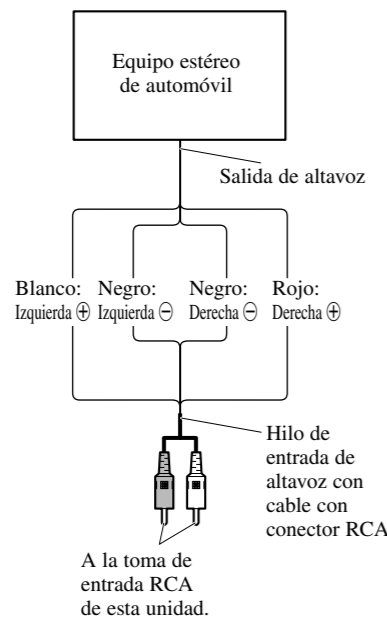 Equipo estéreo
de automóvil
Salida de altavoz
Blanco: Negro: Negro: Rojo:
Izquierda ⊕ Izquierda ⊖ Derecha ⊖ Derecha ⊕
Hilo de
entrada de
altavoz con
cable con
conector RCA
A la toma de
entrada RCA
de esta unidad.